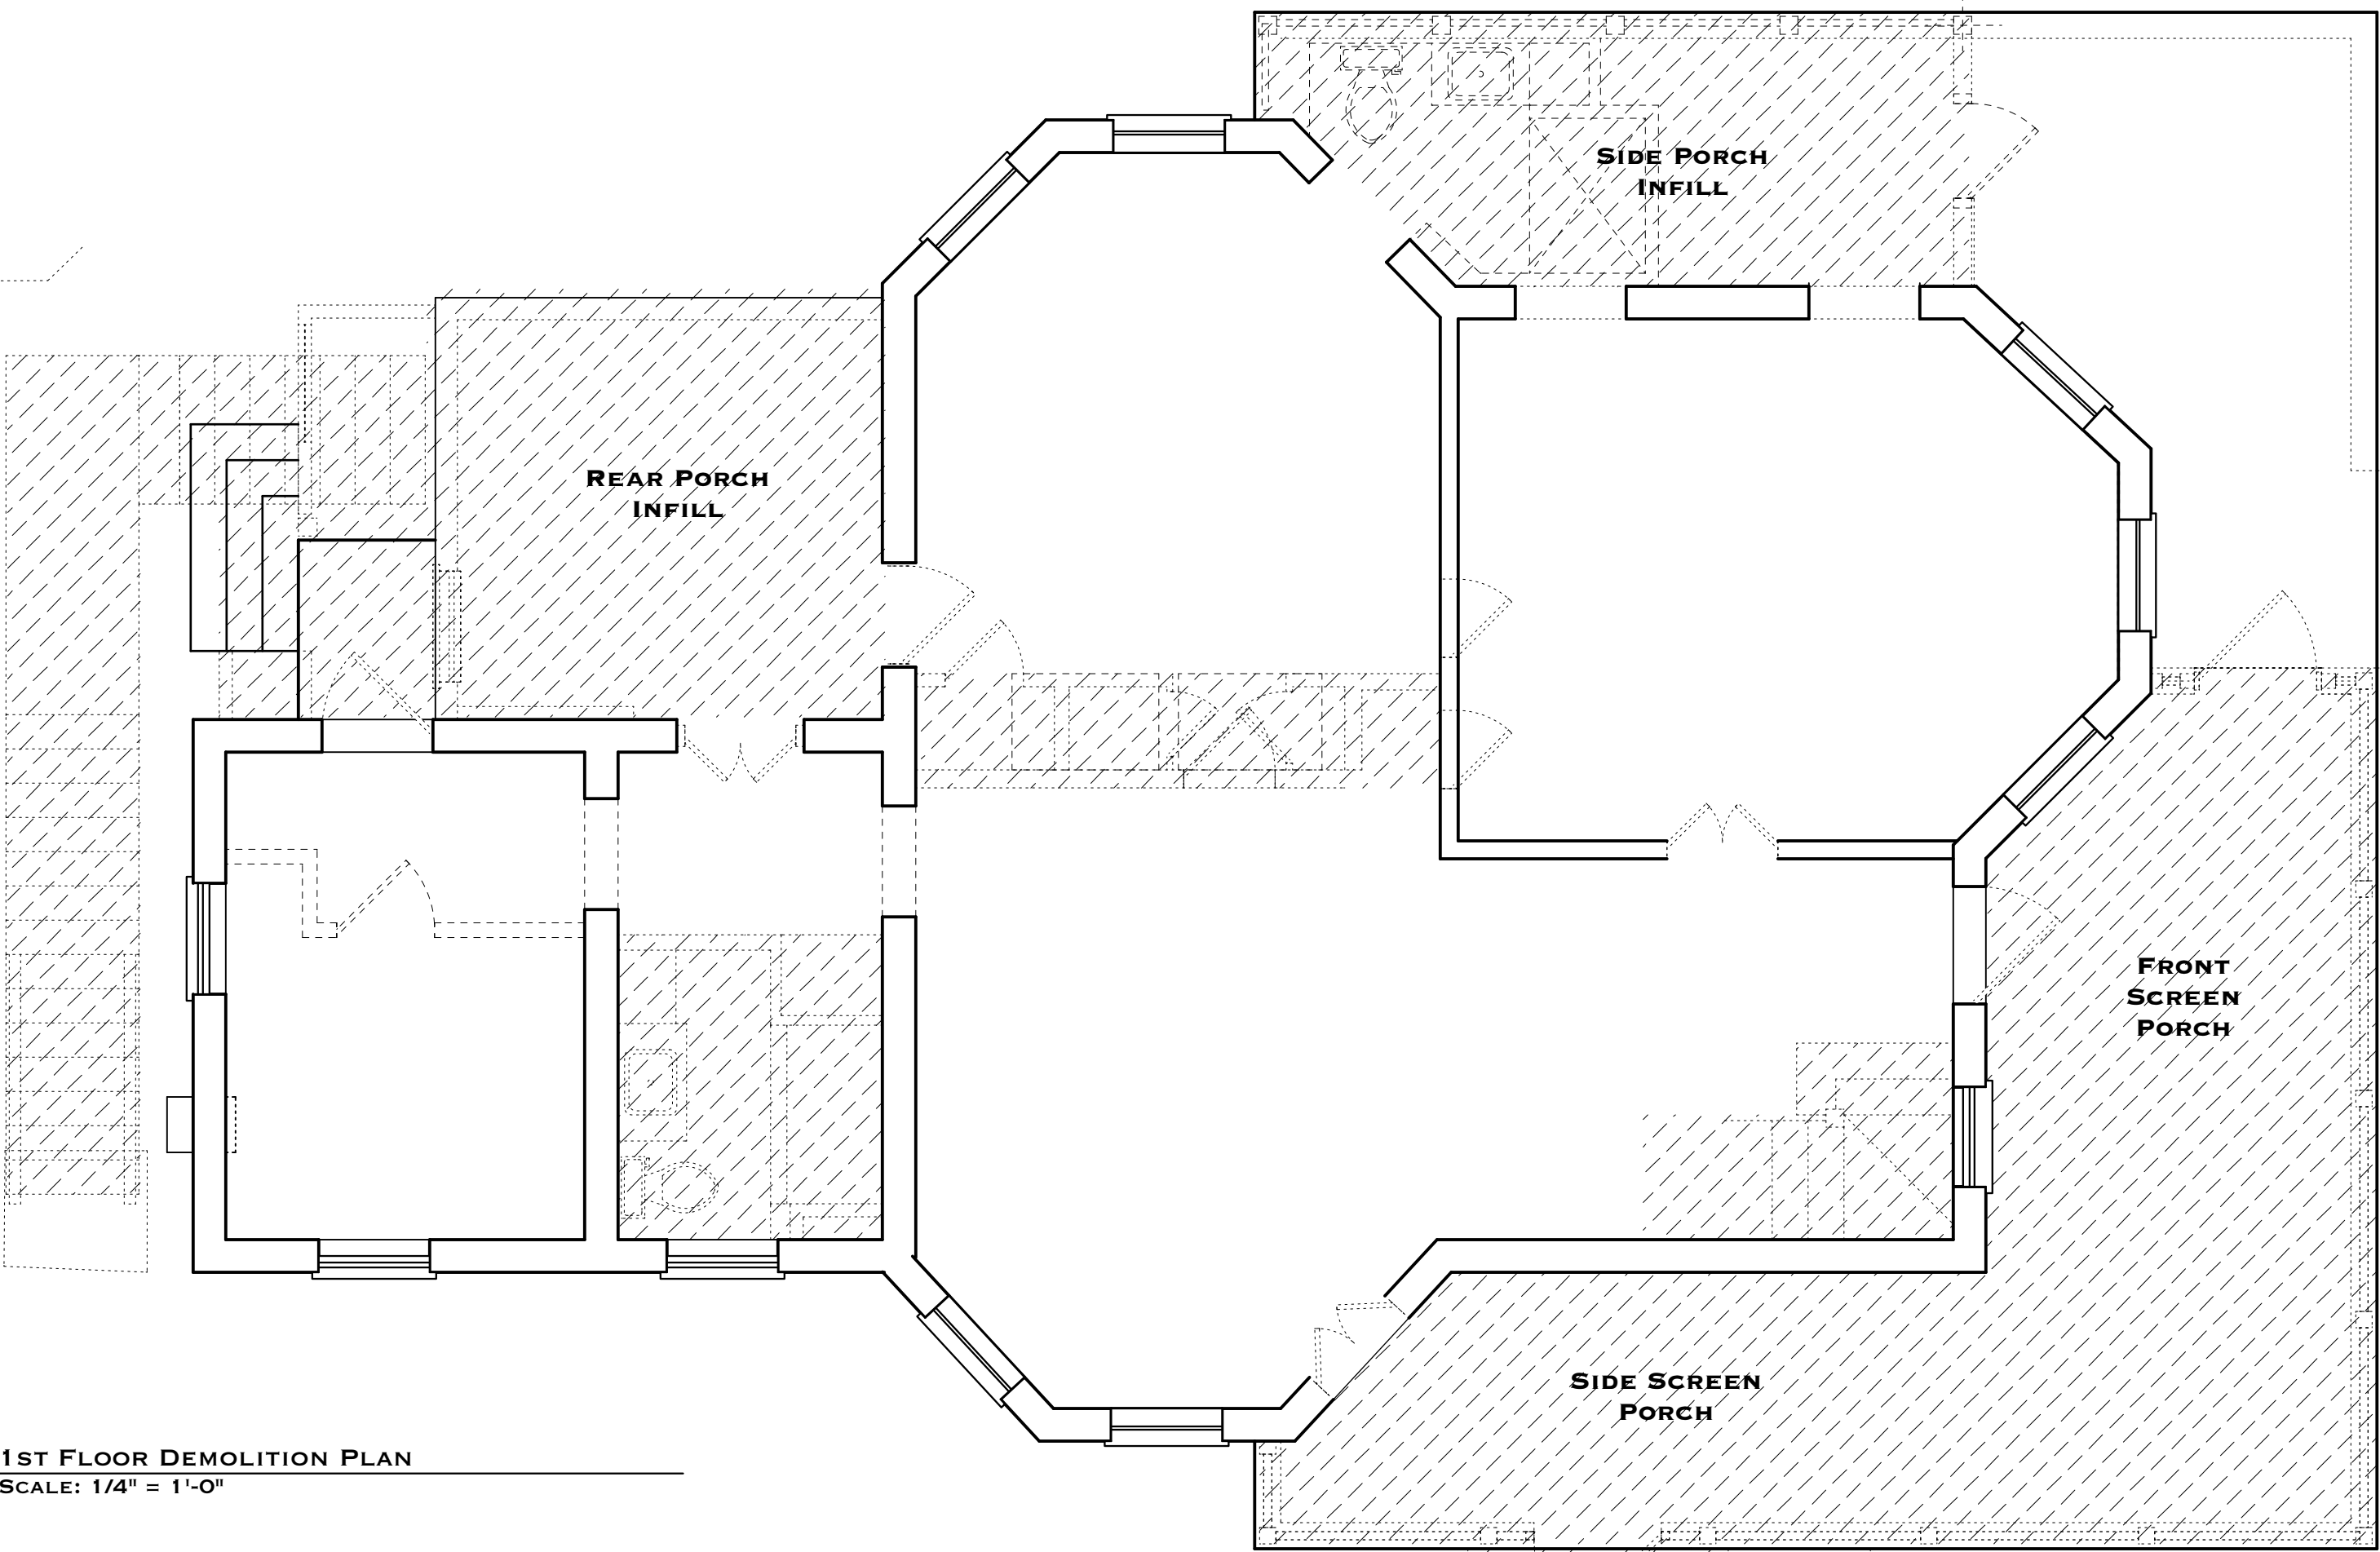 Side Porch
Infill
Rear Porch
Infill
Front
Screen
Porch
Side Screen
Porch
1st Floor Demolition Plan
Scale: 1/4" = 1'-0"